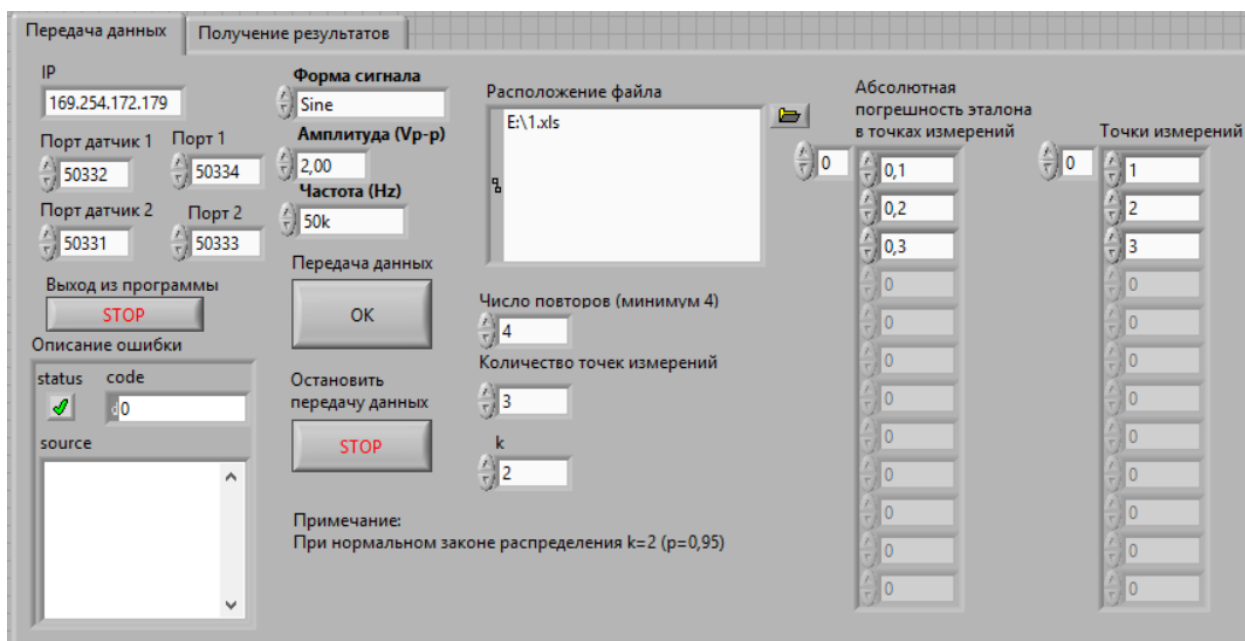 Передача данных
Получение результатов
IP
169.254.172.179
Порт датчик 1
Порт 1
50332
50334
Порт датчик 2
Порт 2
50331
50333
Выход из программы
STOP
Описание ошибки
status
code
d
0
source
Форма сигнала
Sine
Амплитуда (Vp-p)
2,00
Частота (Hz)
50k
Передача данных
OK
Остановить
передачу данных
STOP
Расположение файла
E:\1.xls
Число повторов (минимум 4)
4
Количество точек измерений
3
k
2
Примечание:
При нормальном законе распределения k=2 (p=0,95)
Абсолютная
погрешность эталона
в точках измерений
0
0,1
0,2
0,3
0
0
0
0
0
0
0
0
0
Точки измерений
0
1
2
3
0
0
0
0
0
0
0
0
0